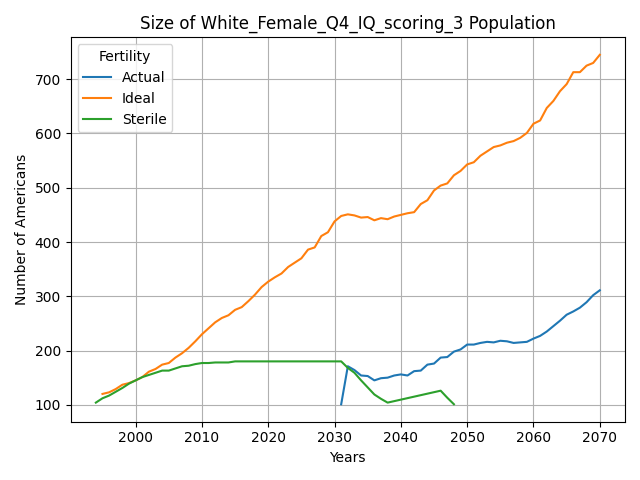 Size of White_Female_Q4_IQ_scoring_3 Population
Fertility
Actual
Ideal
Sterile
Number of Americans
700
600
500
400
300
200
100
2000 2010 2020 2030 2040 2050 2060 2070
Years